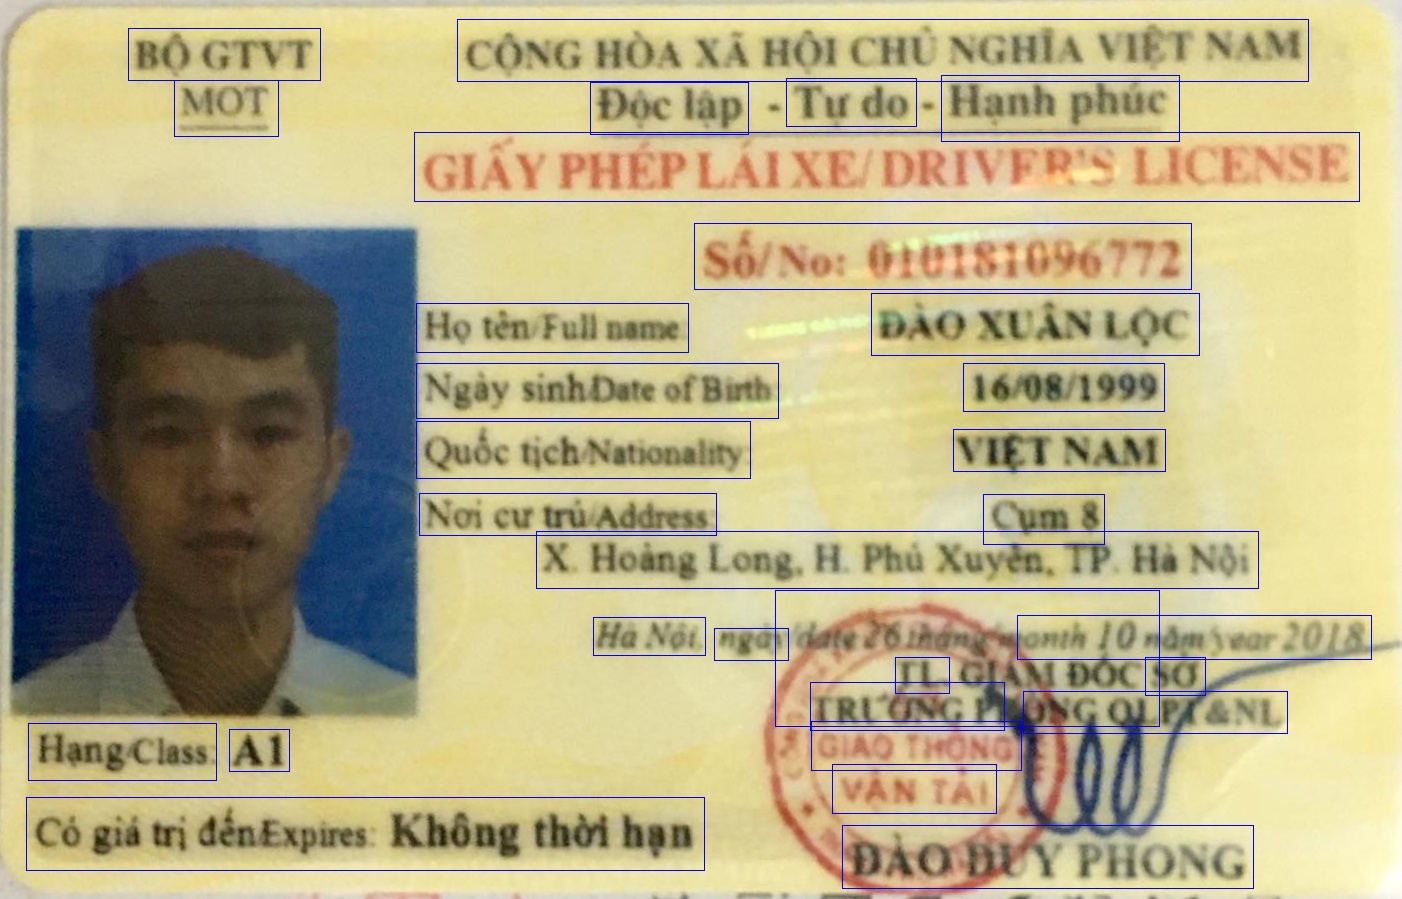 BỘ GTVT
MOT
CỘNG HÒA XÃ HỘI CHỦ NGHĨA VIỆT NAM
Độc lập - Tự do - Hạnh phúc
GIẤY PHÉP LÁI XE/ DRIVER'S LICENSE
Số/No: 010181096772
Họ tên/Full name: ĐÀO XUÂN LỘC
Ngày sinh/Date of Birth: 16/08/1999
Quốc tịch/Nationality: VIỆT NAM
Nơi cư trú/Address: Cụm 8
X. Hoàng Long, H. Phú Xuyên, TP. Hà Nội
Hà Nội, ngày/date 26 tháng/month 10 năm/year 2018
TL. GIÁM ĐỐC SỞ
TRƯỞNG PHÒNG QLPT&NL
GIAO THÔNG
VẬN TẢI
ĐÀO DUY PHONG
Hạng/Class: A1
Có giá trị đến/Expires: Không thời hạn